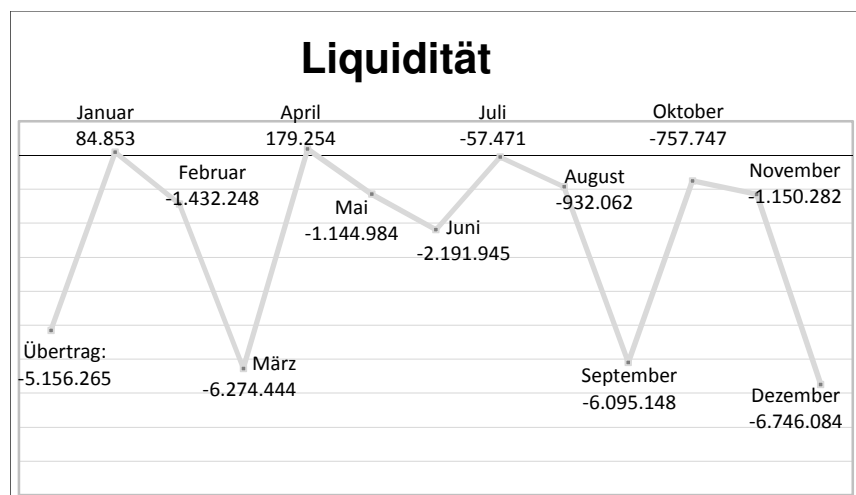 Liquidität
Januar
84.853
April
179.254
Juli
-57.471
Oktober
-757.747
Februar
-1.432.248
Mai
-1.144.984
Juni
-2.191.945
August
-932.062
November
-1.150.282
Übertrag:
-5.156.265
März
-6.274.444
September
-6.095.148
Dezember
-6.746.084